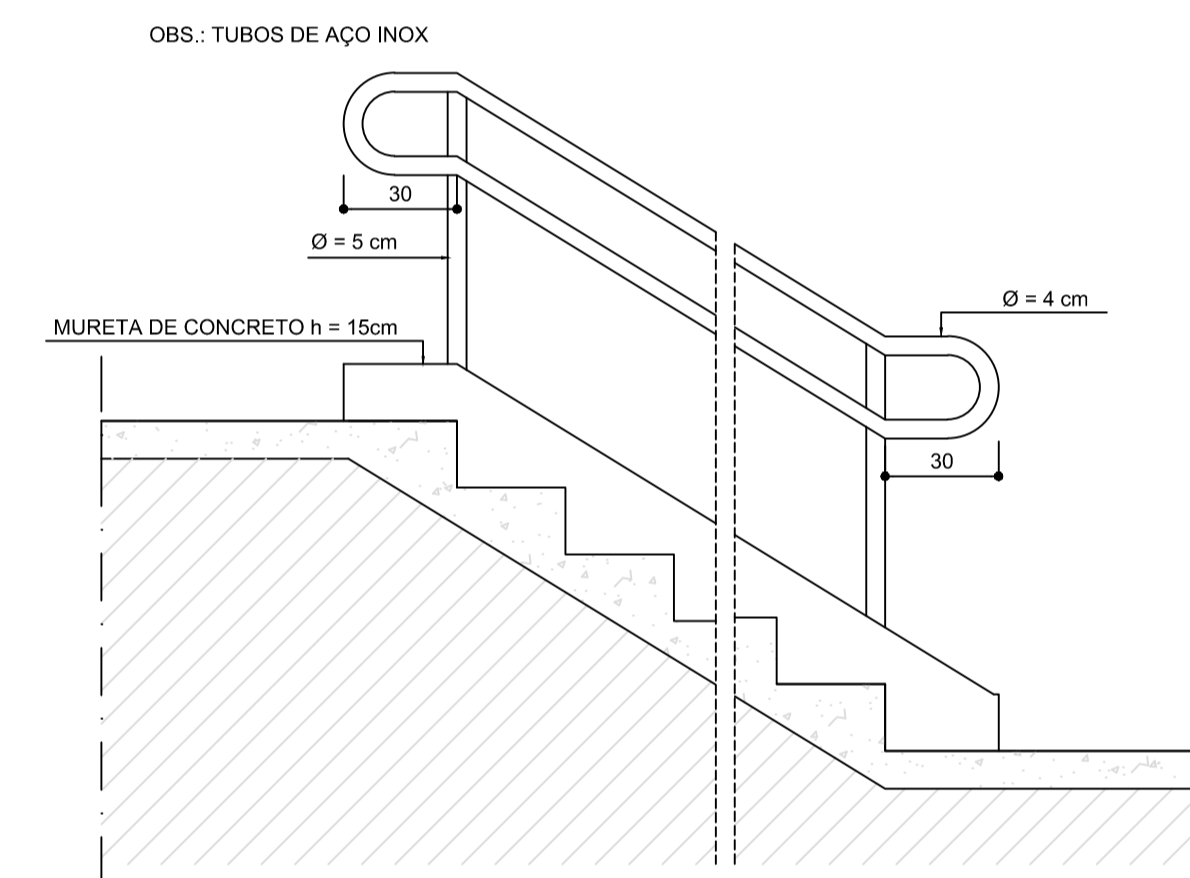 OBS.: TUBOS DE AÇO INOX
30
Ø = 5 cm
Ø = 4 cm
MURETA DE CONCRETO h = 15cm
30